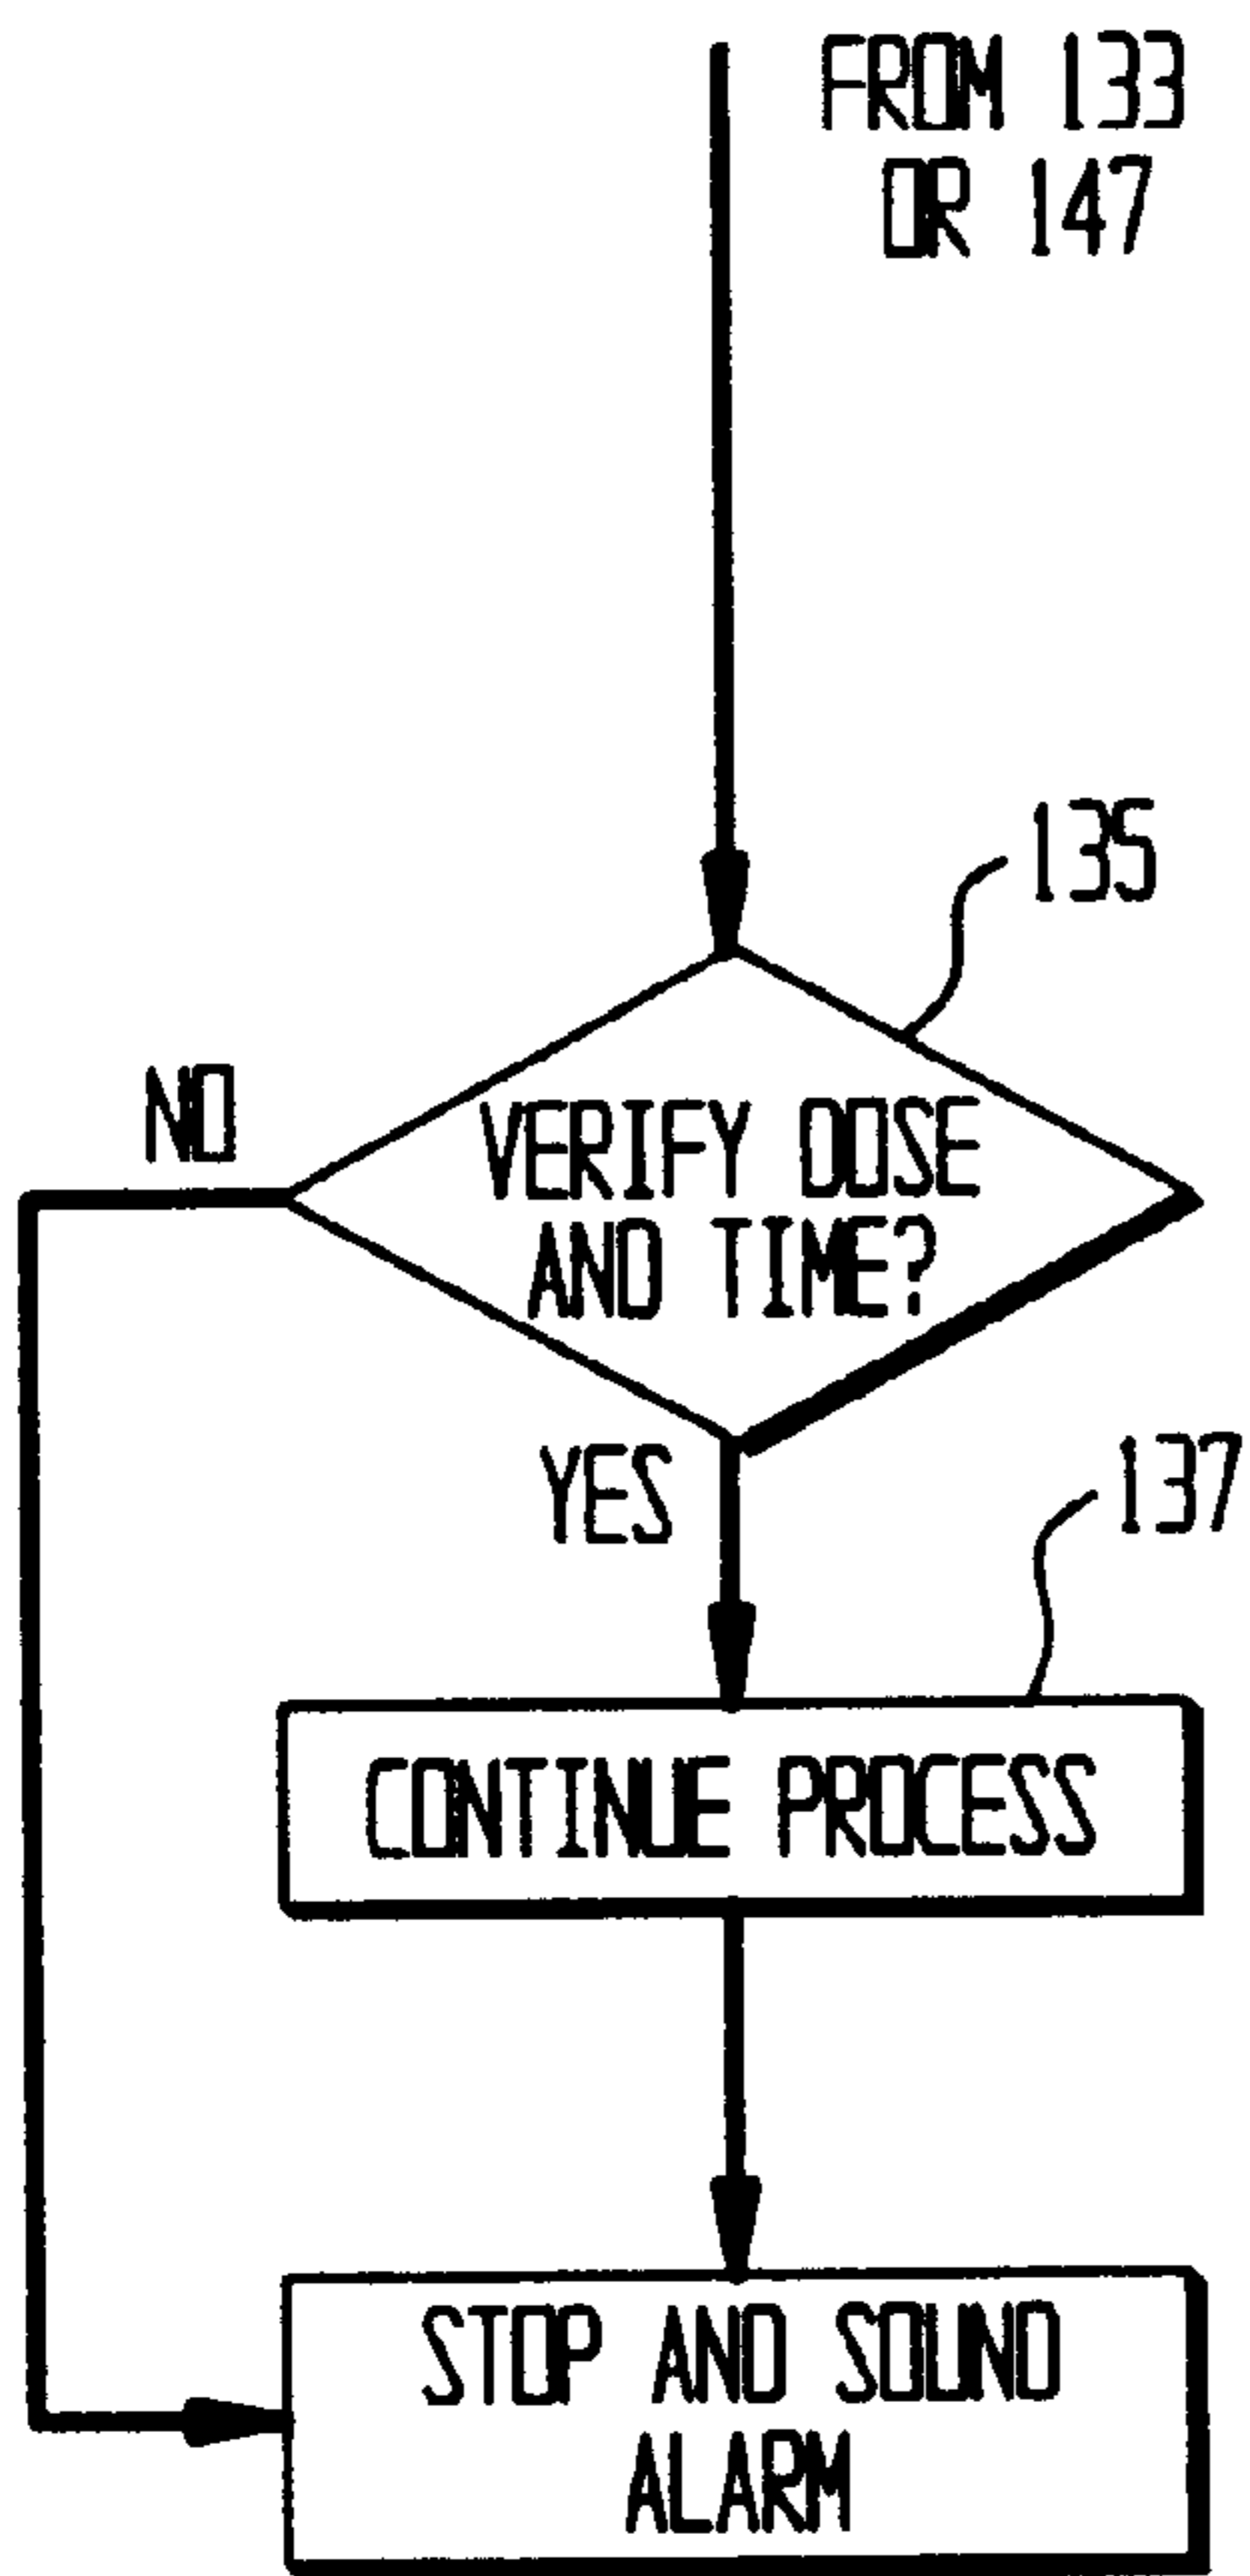 FROM 133
OR 147
135
NO
VERIFY DOSE
AND TIME?
YES
137
CONTINUE PROCESS
STOP AND SOUND
ALARM